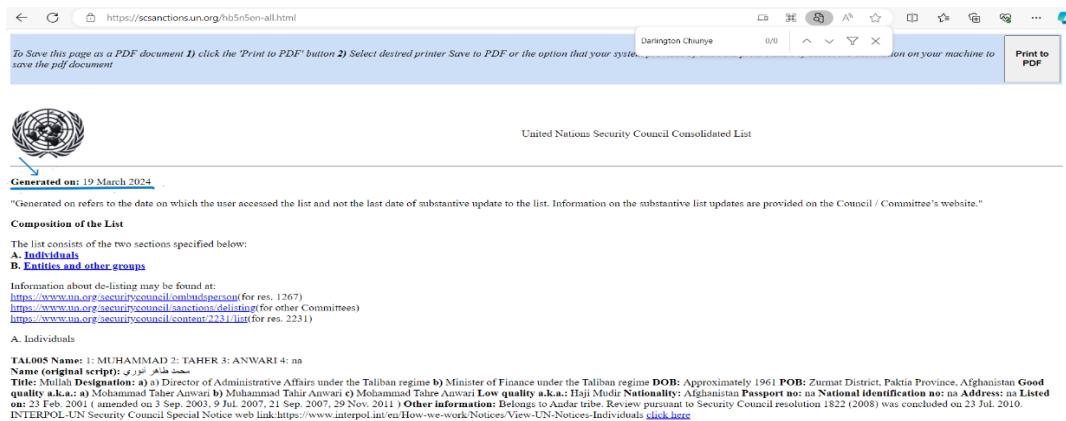 https://scsanctions.un.org/hb5n5en-all.html
Darlington Chiunye 0/0
To Save this page as a PDF document 1) click the 'Print to PDF' button 2) Select desired printer Save to PDF or the option that your system
on on your machine to
save the pdf document
Print to
PDF
United Nations Security Council Consolidated List
Generated on: 19 March 2024
"Generated on refers to the date on which the user accessed the list and not the last date of substantive update to the list. Information on the substantive list updates are provided on the Council / Committee's website."
Composition of the List
The list consists of the two sections specified below:
A. Individuals
B. Entities and other groups
Information about de-listing may be found at:
https://www.un.org/securitycouncil/ombudsperson(for res. 1267)
https://www.un.org/securitycouncil/sanctions/delisting(for other Committees)
https://www.un.org/securitycouncil/content/2231/list(for res. 2231)
A. Individuals
TAi.005 Name: 1: MUHAMMAD 2: TAHER 3: ANWARI 4: na
Name (original script): محمد طاهر أنوري
Title: Mullah Designation: a) a) Director of Administrative Affairs under the Taliban regime b) Minister of Finance under the Taliban regime DOB: Approximately 1961 POB: Zurmat District, Paktia Province, Afghanistan Good
quality a.k.a.: a) Mohammad Taher Anwari b) Muhammad Tahir Anwari c) Mohammad Tahre Anwari Low quality a.k.a.: Haji Mudir Nationality: Afghanistan Passport no: na National identification no: na Address: na Listed
on: 23 Feb. 2001 ( amended on 3 Sep. 2003, 9 Jul. 2007, 21 Sep. 2007, 29 Nov. 2011 ) Other information: Belongs to Andar tribe. Review pursuant to Security Council resolution 1822 (2008) was concluded on 23 Jul. 2010.
INTERPOL-UN Security Council Special Notice web link:https://www.interpol.int/en/How-we-work/Notices/View-UN-Notices-Individuals click here